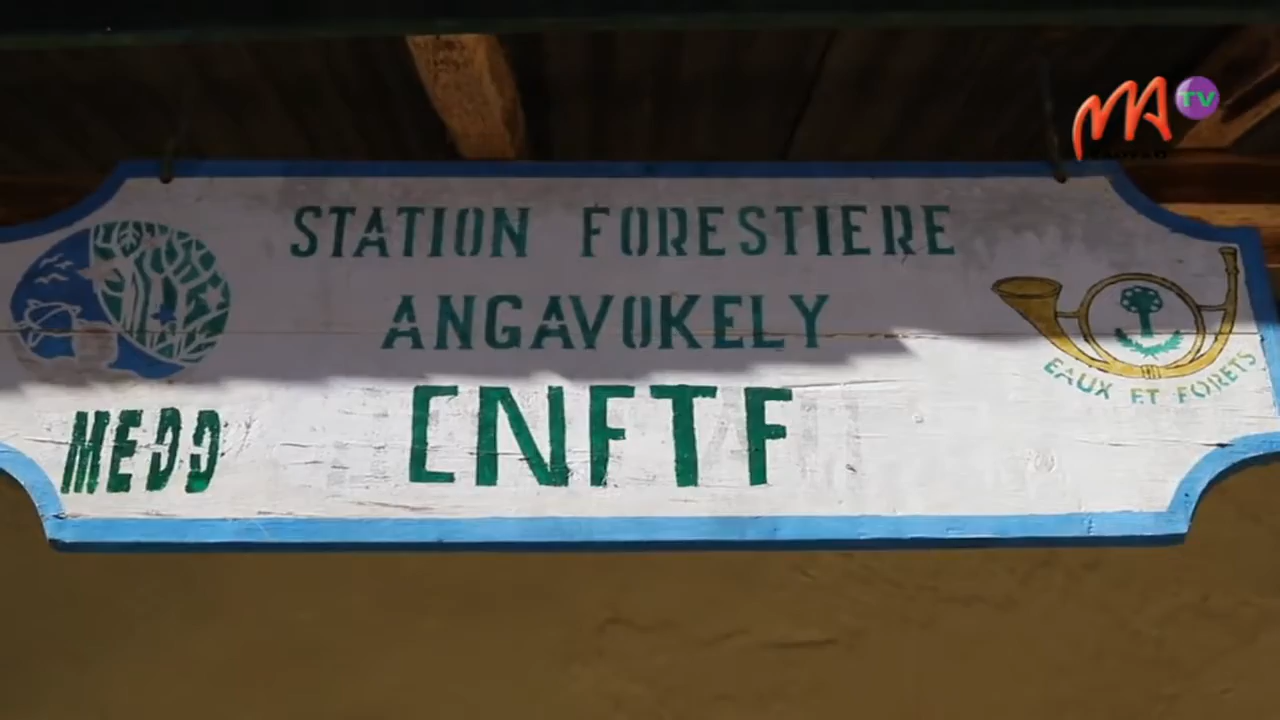 MA TV
STATION FORESTIERE
ANGAVOKELY
CNFTF
MEDD
EAUX ET FORETS